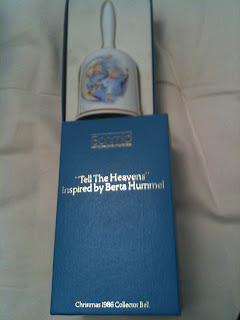 "Tell The Heavens"
Inspired by Berta Hummel
Christmas 1986 Collector Bell